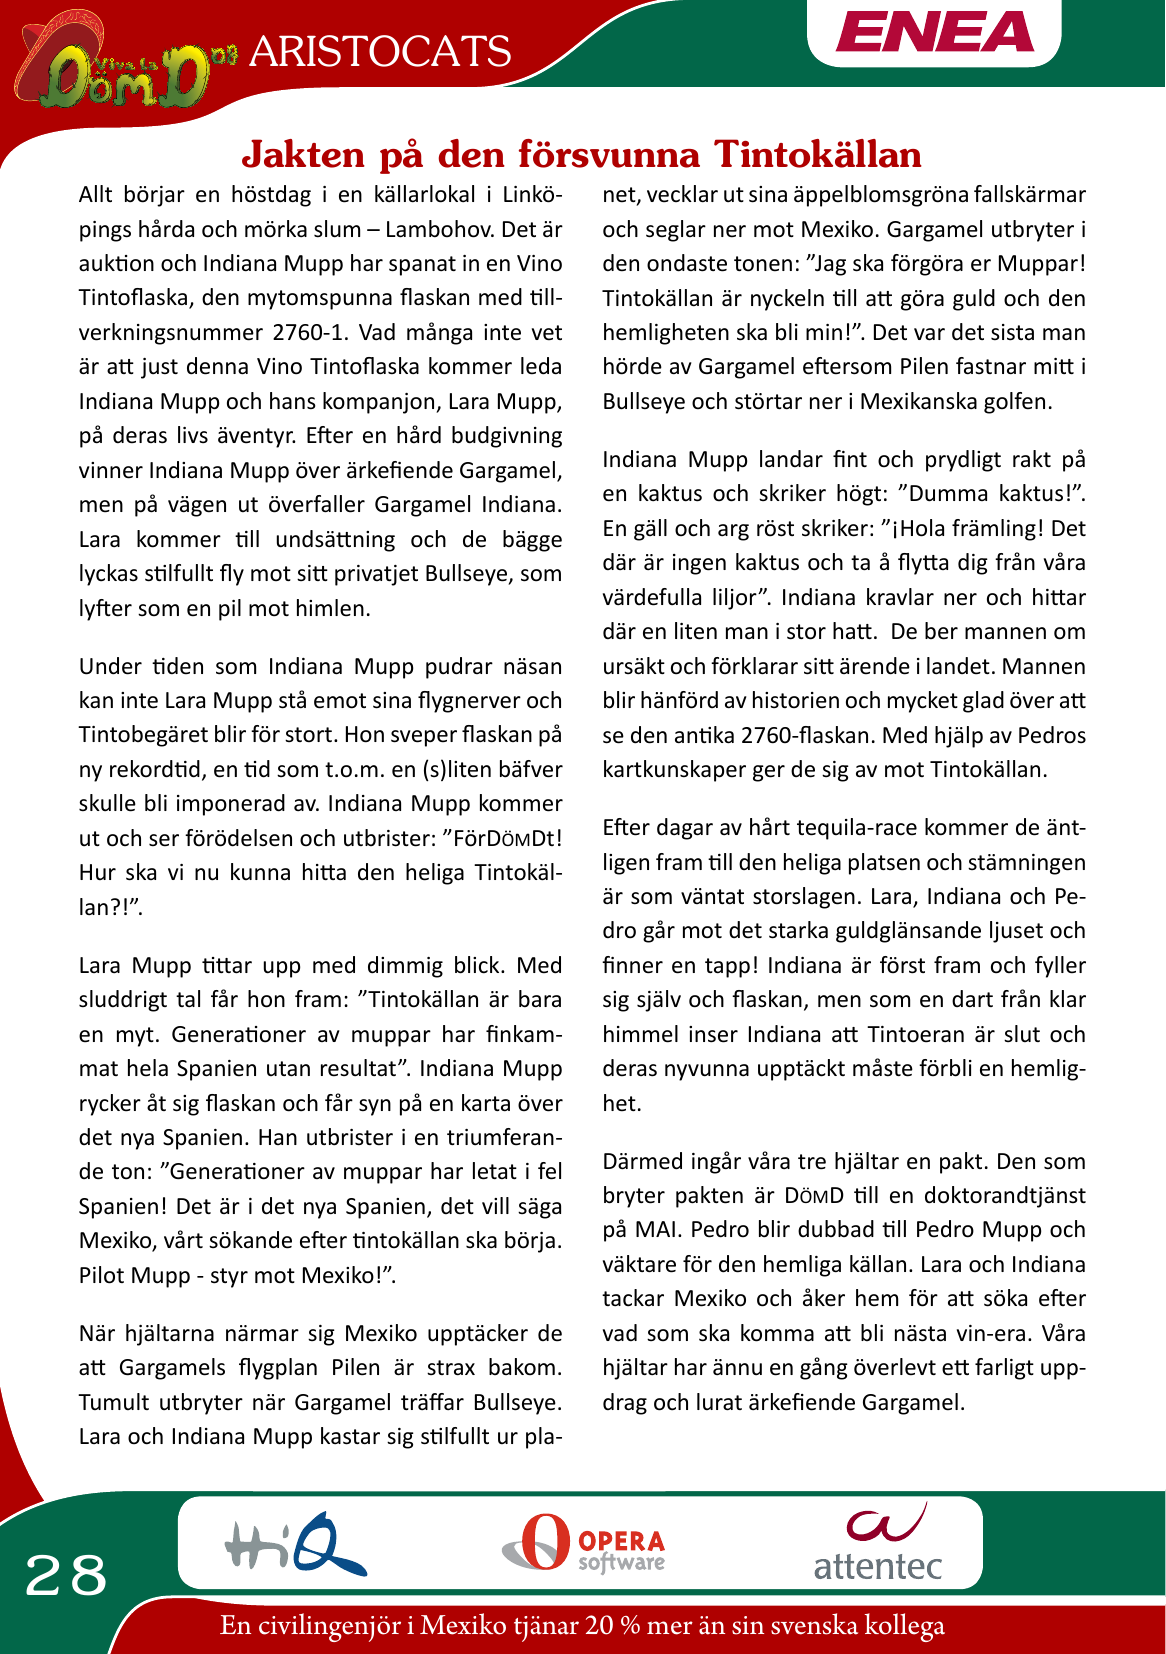 Viva la DömD 08
ARISTOCATS
ENEA
Jakten på den försvunna Tintokällan
Allt börjar en höstdag i en källarlokal i Linkö-
pings hårda och mörka slum – Lambohov. Det är
auktion och Indiana Mupp har spanat in en Vino
Tintoflaska, den mytomspunna flaskan med till-
verkningsnummer 2760-1. Vad många inte vet
är att just denna Vino Tintoflaska kommer leda
Indiana Mupp och hans kompanjon, Lara Mupp,
på deras livs äventyr. Efter en hård budgivning
vinner Indiana Mupp över ärkefiende Gargamel,
men på vägen ut överfaller Gargamel Indiana.
Lara kommer till undsättning och de bägge
lyckas stilfullt fly mot sitt privatjet Bullseye, som
lyfter som en pil mot himlen.
Under tiden som Indiana Mupp pudrar näsan
kan inte Lara Mupp stå emot sina flygnerver och
Tintobegäret blir för stort. Hon sveper flaskan på
ny rekordtid, en tid som t.o.m. en (s)liten bäfver
skulle bli imponerad av. Indiana Mupp kommer
ut och ser förödelsen och utbrister: ”FörDömDt!
Hur ska vi nu kunna hitta den heliga Tintokäl-
lan?!”.
Lara Mupp tittar upp med dimmig blick. Med
sluddrigt tal får hon fram: ”Tintokällan är bara
en myt. Generationer av muppar har finkam-
mat hela Spanien utan resultat”. Indiana Mupp
rycker åt sig flaskan och får syn på en karta över
det nya Spanien. Han utbrister i en triumferan-
de ton: ”Generationer av muppar har letat i fel
Spanien! Det är i det nya Spanien, det vill säga
Mexiko, vårt sökande efter tintokällan ska börja.
Pilot Mupp - styr mot Mexiko!”.
När hjältarna närmar sig Mexiko upptäcker de
att Gargamels flygplan Pilen är strax bakom.
Tumult utbryter när Gargamel träffar Bullseye.
Lara och Indiana Mupp kastar sig stilfullt ur pla-
net, vecklar ut sina äppelblomsgröna fallskärmar
och seglar ner mot Mexiko. Gargamel utbryter i
den ondaste tonen: ”Jag ska förgöra er Muppar!
Tintokällan är nyckeln till att göra guld och den
hemligheten ska bli min!”. Det var det sista man
hörde av Gargamel eftersom Pilen fastnar mitt i
Bullseye och störtar ner i Mexikanska golfen.
Indiana Mupp landar fint och prydligt rakt på
en kaktus och skriker högt: ”Dumma kaktus!”.
En gäll och arg röst skriker: ”¡Hola främling! Det
där är ingen kaktus och ta å flytta dig från våra
värdefulla liljor”. Indiana kravlar ner och hittar
där en liten man i stor hatt. De ber mannen om
ursäkt och förklarar sitt ärende i landet. Mannen
blir hänförd av historien och mycket glad över att
se den antika 2760-flaskan. Med hjälp av Pedros
kartkunskaper ger de sig av mot Tintokällan.
Efter dagar av hårt tequila-race kommer de änt-
ligen fram till den heliga platsen och stämningen
är som väntat storslagen. Lara, Indiana och Pe-
dro går mot det starka guldglänsande ljuset och
finner en tapp! Indiana är först fram och fyller
sig själv och flaskan, men som en dart från klar
himmel inser Indiana att Tintoeran är slut och
deras nyvunna upptäckt måste förbli en hemlig-
het.
Därmed ingår våra tre hjältar en pakt. Den som
bryter pakten är DömD till en doktorandtjänst
på MAI. Pedro blir dubbad till Pedro Mupp och
väktare för den hemliga källan. Lara och Indiana
tackar Mexiko och åker hem för att söka efter
vad som ska komma att bli nästa vin-era. Våra
hjältar har ännu en gång överlevt ett farligt upp-
drag och lurat ärkefiende Gargamel.
HiQ
OPERA
software
attentec
28
En civilingenjör i Mexiko tjänar 20 % mer än sin svenska kollega